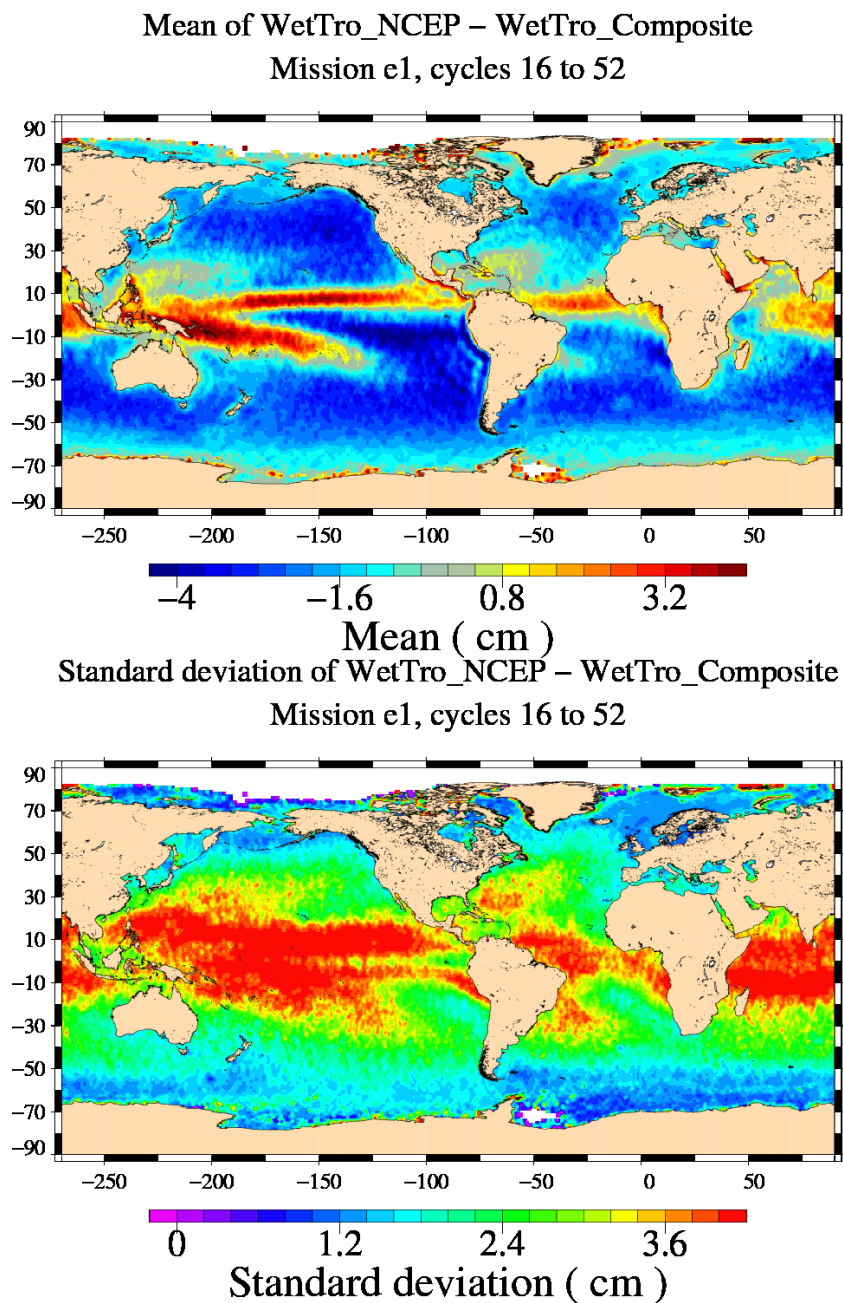 Mean of WetTro_NCEP – WetTro_Composite
Mission e1, cycles 16 to 52
90
70
50
30
10
−10
−30
−50
−70
−90
−250 −200 −150 −100 −50 0 50
−4 −1.6 0.8 3.2
Mean ( cm )
Standard deviation of WetTro_NCEP – WetTro_Composite
Mission e1, cycles 16 to 52
90
70
50
30
10
−10
−30
−50
−70
−90
−250 −200 −150 −100 −50 0 50
0 1.2 2.4 3.6
Standard deviation ( cm )